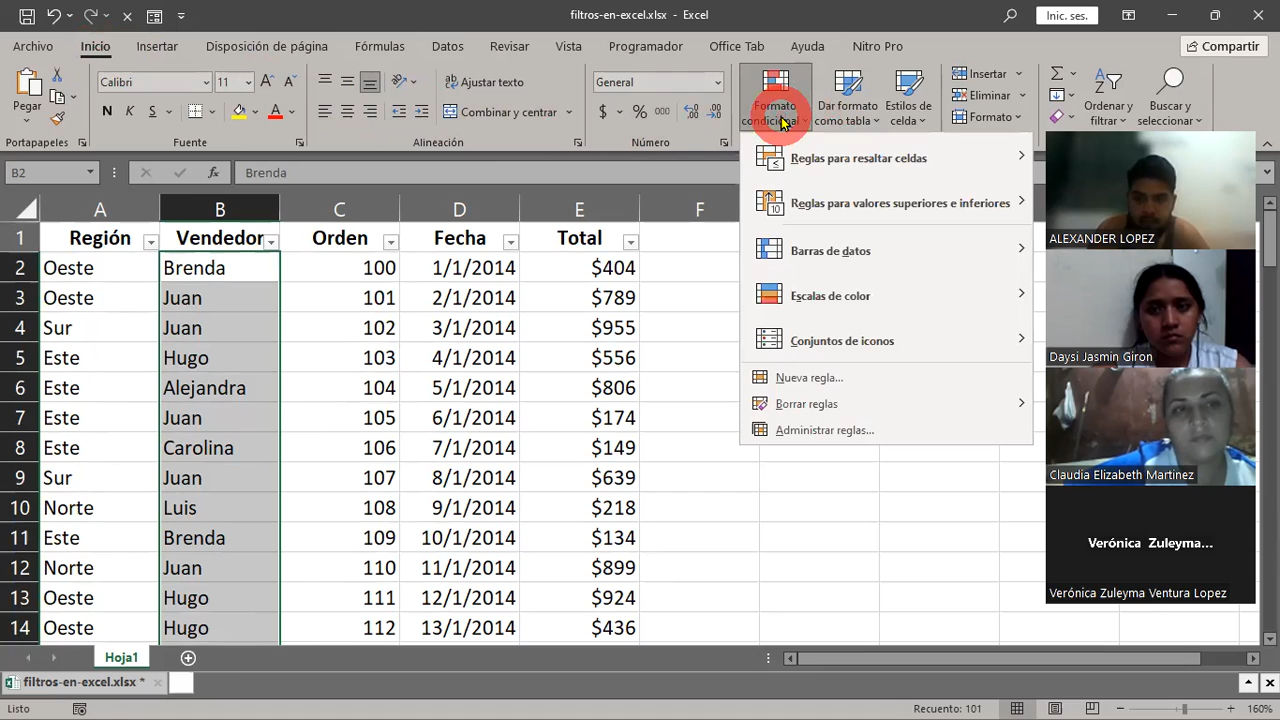 filtros-en-excel.xlsx - Excel
Inic. ses.
Archivo Inicio Insertar Disposición de página Fórmulas Datos Revisar Vista Programador Office Tab Ayuda Nitro Pro Compartir
Pegar
Calibri 11
N K S
Ajustar texto
Combinar y centrar
General
$ % 000
Formato condicional
Dar formato como tabla
Estilos de celda
Insertar
Eliminar
Formato
Ordenar y filtrar
Buscar y seleccionar
Portapapeles Fuente Alineación Número
B2 fx Brenda
Reglas para resaltar celdas
Reglas para valores superiores e inferiores
Barras de datos
Escalas de color
Conjuntos de iconos
Nueva regla...
Borrar reglas
Administrar reglas...
A B C D E F
1 Región Vendedor Orden Fecha Total
2 Oeste Brenda 100 1/1/2014 $404
3 Oeste Juan 101 2/1/2014 $789
4 Sur Juan 102 3/1/2014 $955
5 Este Hugo 103 4/1/2014 $556
6 Este Alejandra 104 5/1/2014 $806
7 Este Juan 105 6/1/2014 $174
8 Este Carolina 106 7/1/2014 $149
9 Sur Juan 107 8/1/2014 $639
10 Norte Luis 108 9/1/2014 $218
11 Este Brenda 109 10/1/2014 $134
12 Norte Juan 110 11/1/2014 $899
13 Oeste Hugo 111 12/1/2014 $924
14 Oeste Hugo 112 13/1/2014 $436
ALEXANDER LOPEZ
Daysi Jasmin Giron
Claudia Elizabeth Martinez
Verónica Zuleyma...
Verónica Zuleyma Ventura Lopez
Hoja1
filtros-en-excel.xlsx *
Listo
Recuento: 101
160%